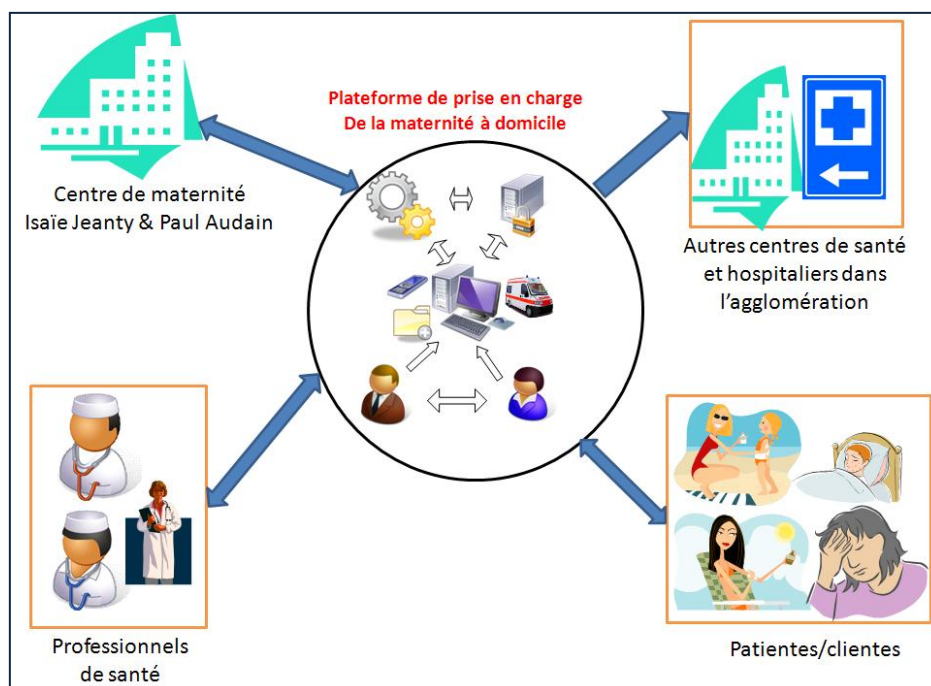 Plateforme de prise en charge
De la maternité à domicile
Centre de maternité
Isaïe Jeanty & Paul Audain
Autres centres de santé
et hospitaliers dans
l'agglomération
Professionnels
de santé
Patientes/clientes